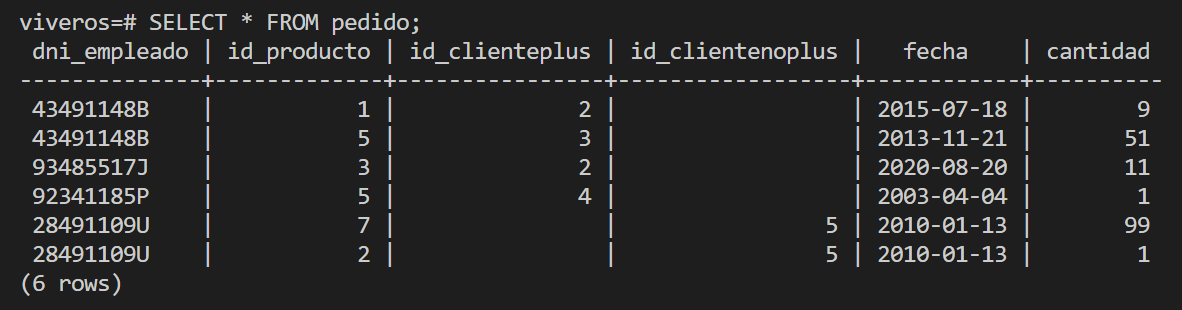 viveros=# SELECT * FROM pedido;
 dni_empleado | id_producto | id_clienteplus | id_clientenoplus |   fecha    | cantidad
--------------+-------------+----------------+------------------+------------+----------
 43491148B    |           1 |              2 |                  | 2015-07-18 |        9
 43491148B    |           5 |              3 |                  | 2013-11-21 |       51
 93485517J    |           3 |              2 |                  | 2020-08-20 |       11
 92341185P    |           5 |              4 |                  | 2003-04-04 |        1
 28491109U    |           7 |                |                5 | 2010-01-13 |       99
 28491109U    |           2 |                |                5 | 2010-01-13 |        1
(6 rows)